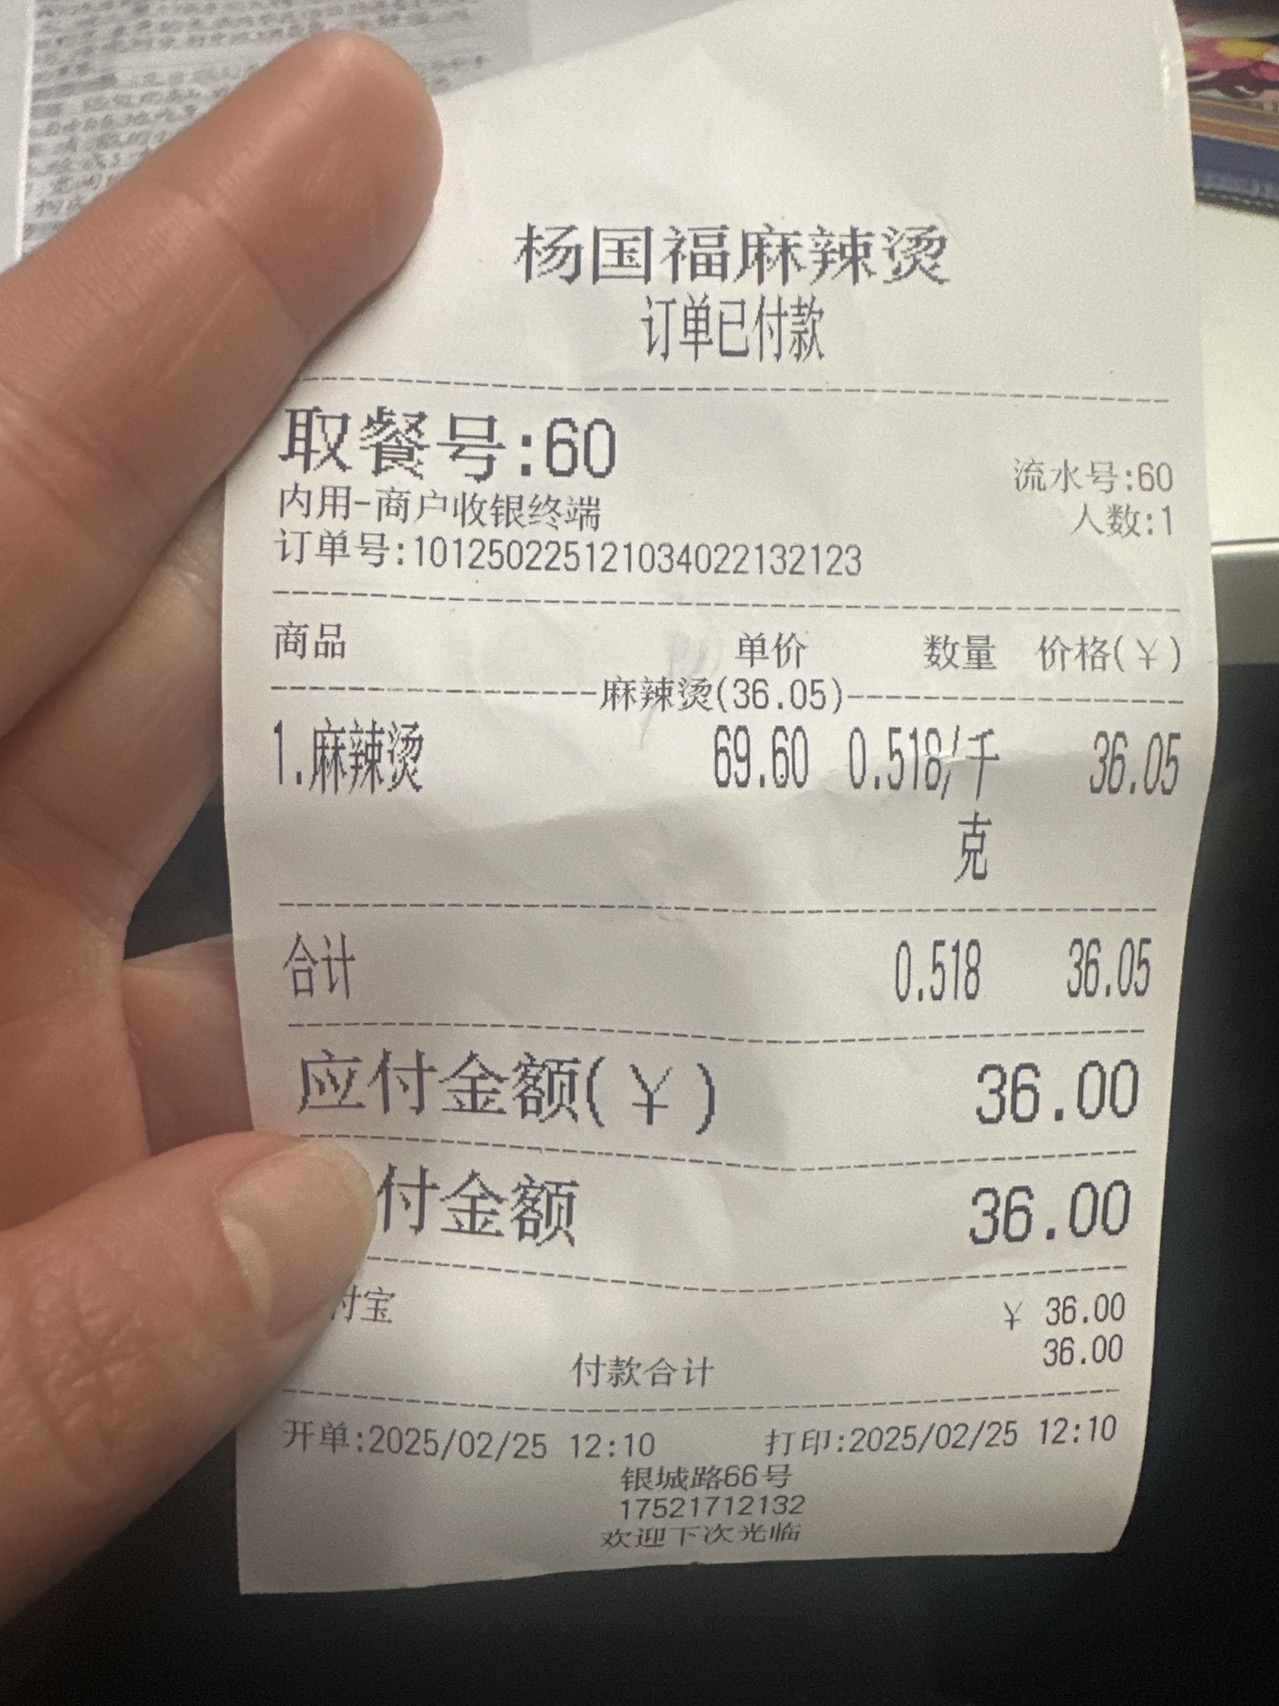 杨国福麻辣烫
订单已付款
取餐号:60
流水号:60
内用-商户收银终端
人数:1
订单号:101250225121034022132123
商品 单价 数量 价格(¥)
麻辣烫(36.05)
1.麻辣烫 69.60 0.518/千克 36.05
合计 0.518 36.05
应付金额(¥) 36.00
付金额 36.00
付宝 ¥ 36.00
付款合计 36.00
开单:2025/02/25 12:10 打印:2025/02/25 12:10
银城路66号
17521712132
欢迎下次光临